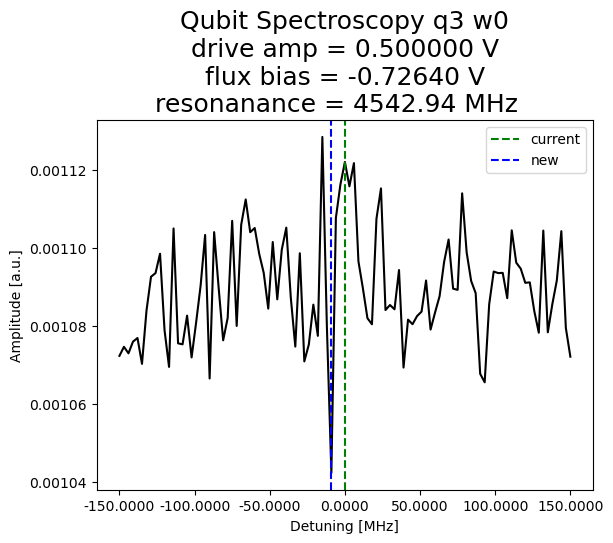 Qubit Spectroscopy q3 w0
drive amp = 0.500000 V
flux bias = -0.72640 V
resonanance = 4542.94 MHz
current
new
0.00112
0.00110
0.00108
0.00106
0.00104
Amplitude [a.u.]
-150.0000 -100.0000 -50.0000 0.0000 50.0000 100.0000 150.0000
Detuning [MHz]